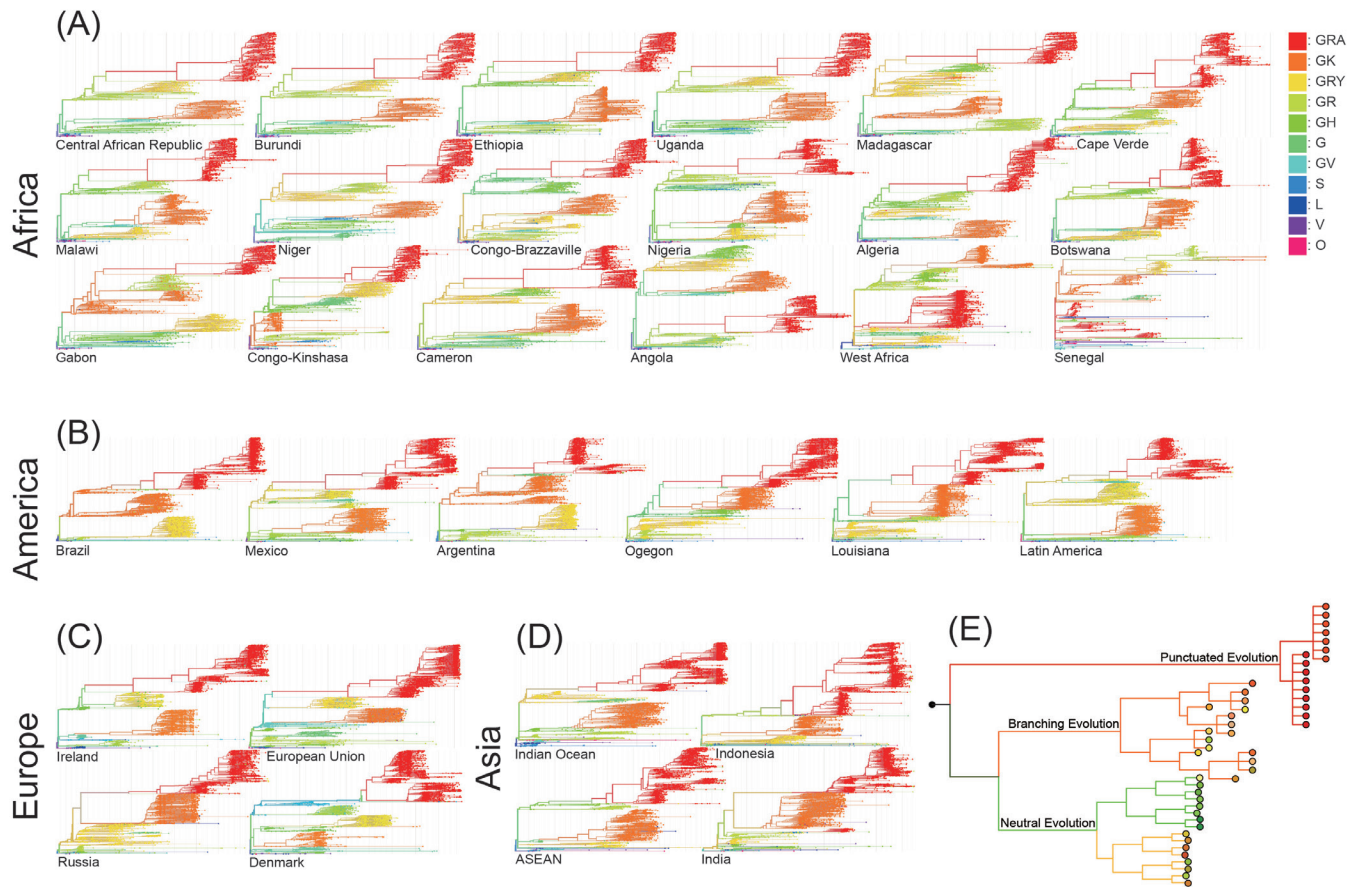 (A)
Africa
Central African Republic
Burundi
Ethiopia
Uganda
Madagascar
Cape Verde
Malawi
Niger
Congo-Brazzaville
Nigeria
Algeria
Botswana
Gabon
Congo-Kinshasa
Cameron
Angola
West Africa
Senegal
: GRA
: GK
: GRY
: GR
: GH
: G
: GV
: S
: L
: V
: O
(B)
America
Brazil
Mexico
Argentina
Ogegon
Louisiana
Latin America
(C)
Europe
Ireland
European Union
Russia
Denmark
(D)
Asia
Indian Ocean
Indonesia
ASEAN
India
(E)
Punctuated Evolution
Branching Evolution
Neutral Evolution